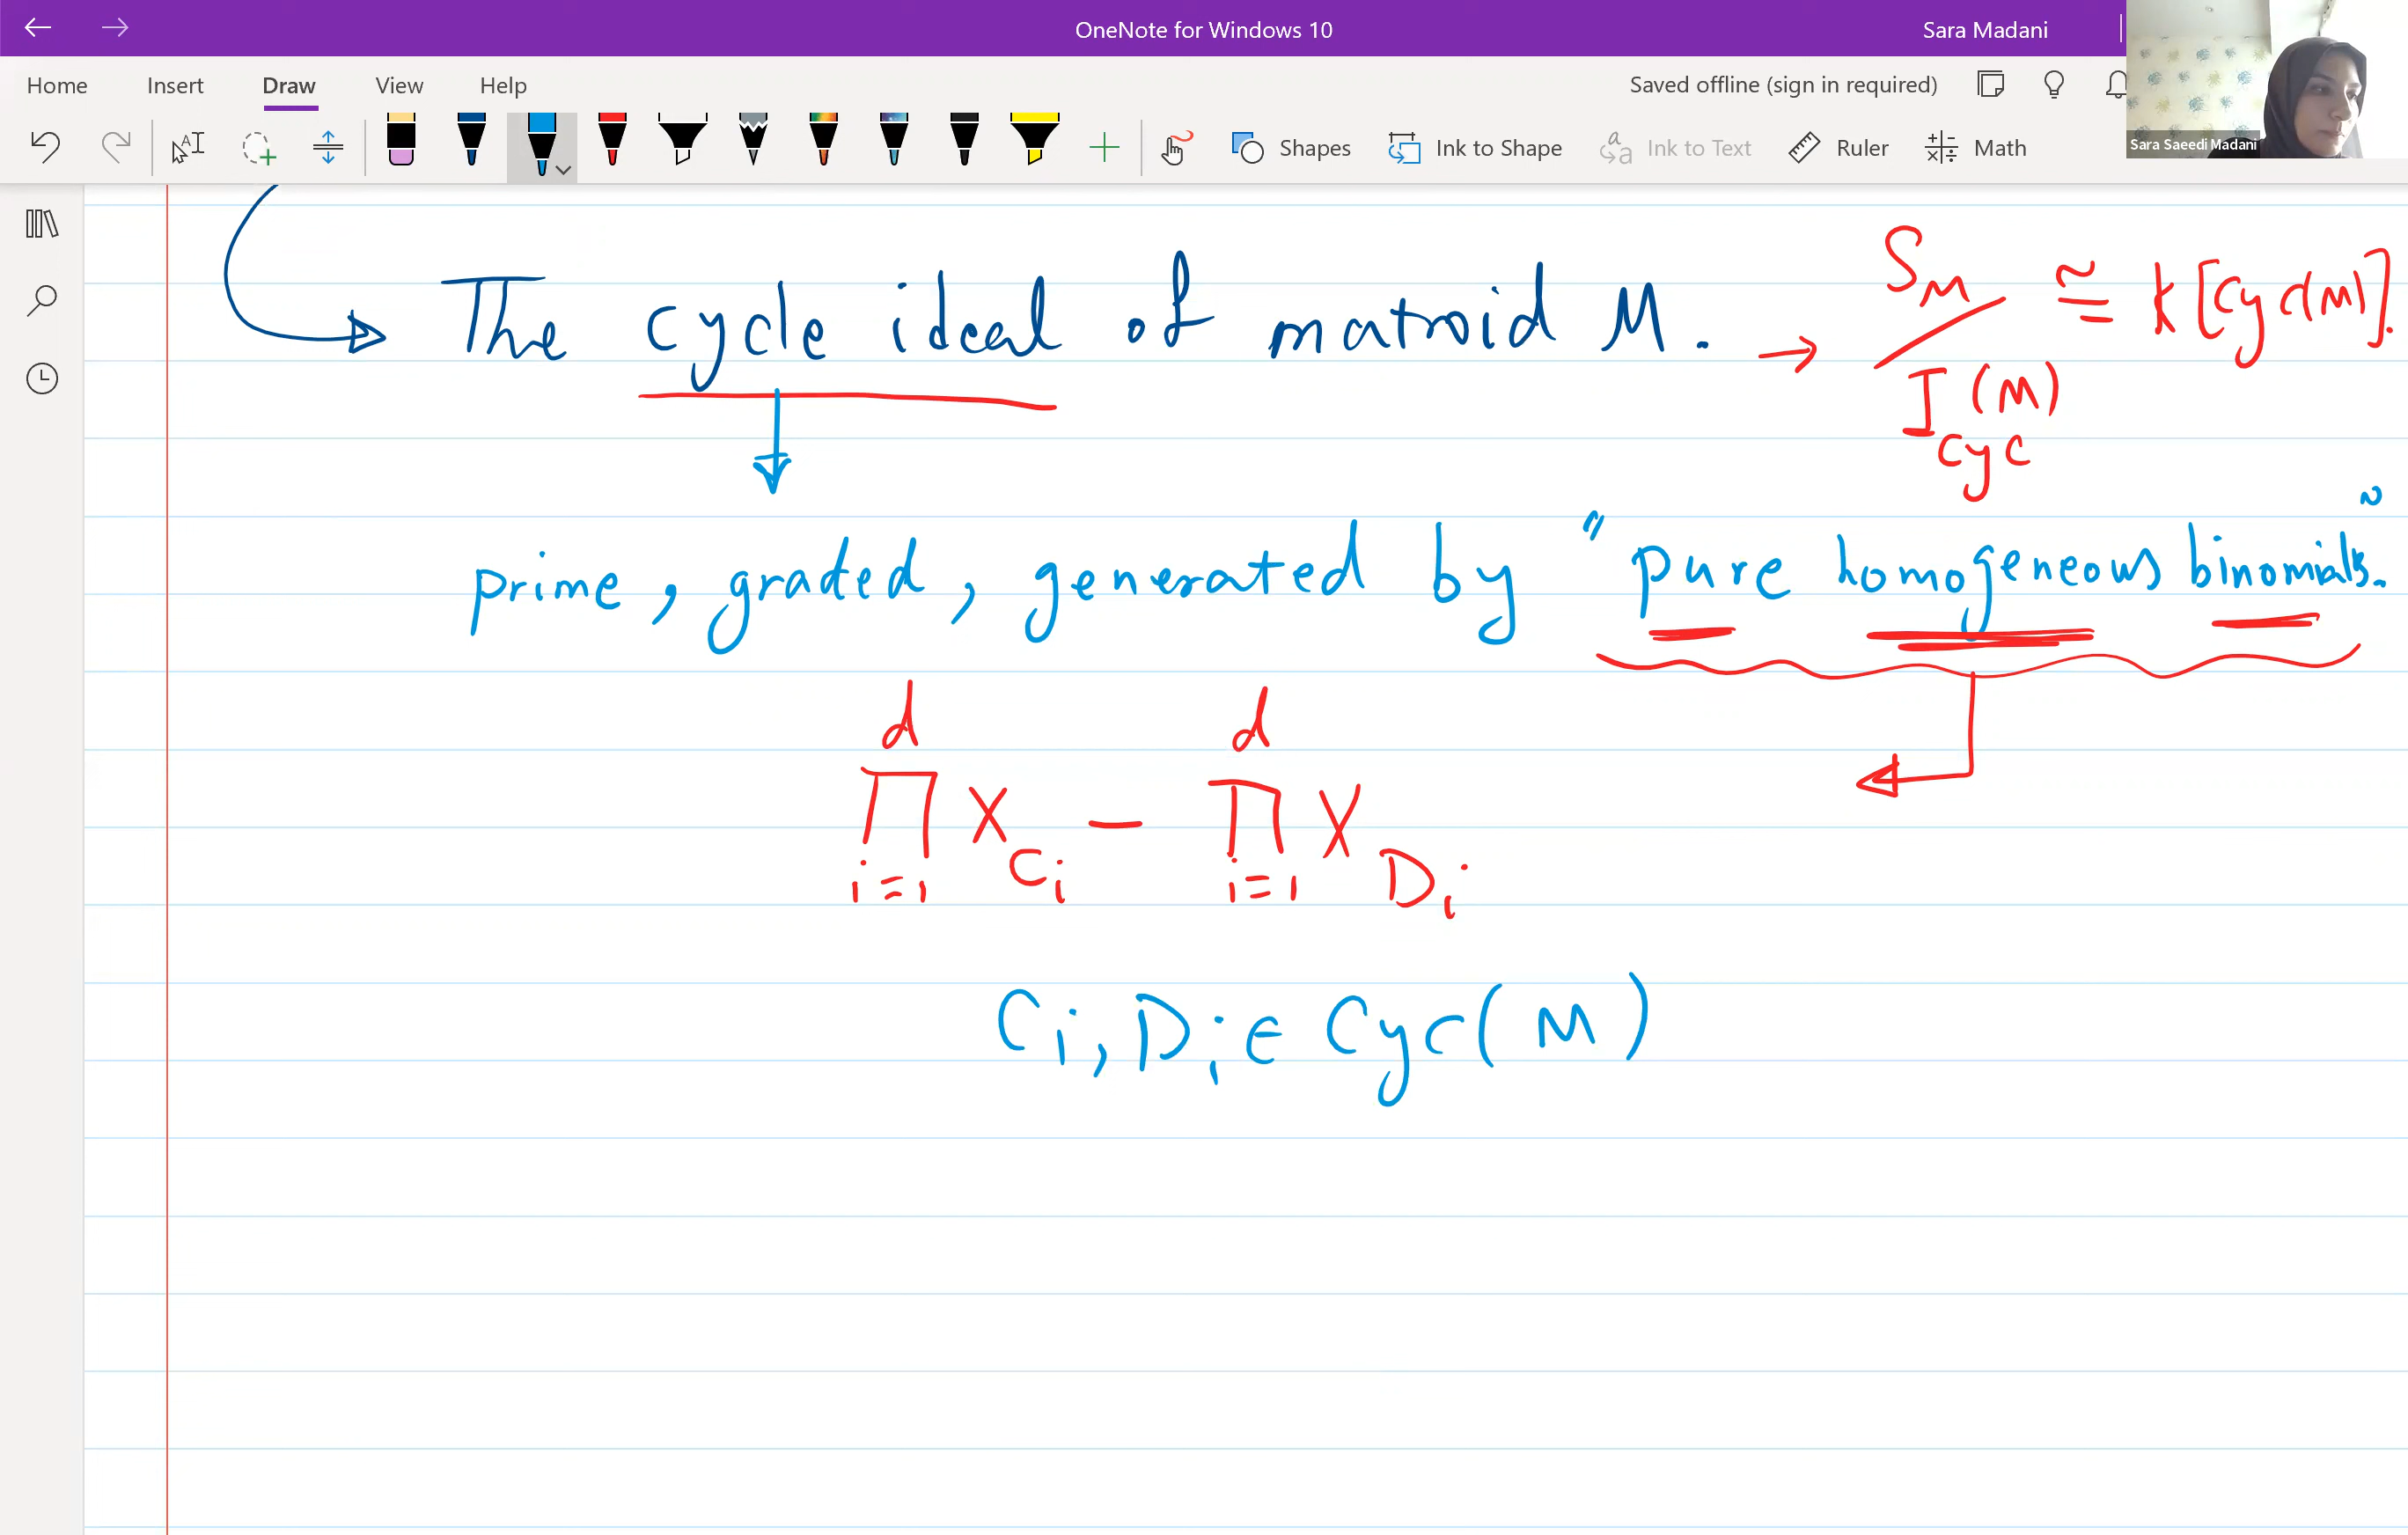 OneNote for Windows 10
Sara Madani
Home Insert Draw View Help
Saved offline (sign in required)
Shapes Ink to Shape Ink to Text Ruler Math
Sara Saeedi Madani
The cycle ideal of matroid M. → S_M / I_cyc(M) ≅ K[Cyc(M)].
prime, graded, generated by "pure homogeneous binomials."
∏_{i=1}^{d} x_{C_i} − ∏_{i=1}^{d} x_{D_i}
C_i, D_i ∈ Cyc(M)